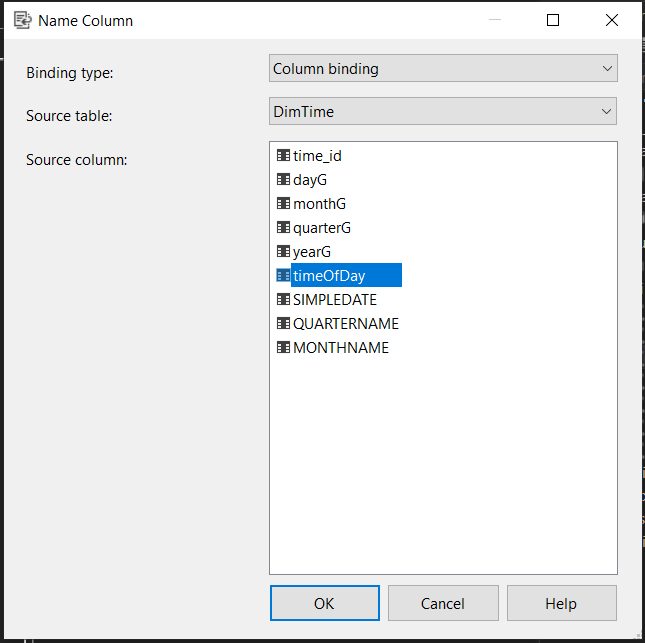 Name Column
Binding type:
Column binding
Source table:
DimTime
Source column:
time_id
dayG
monthG
quarterG
yearG
timeOfDay
SIMPLEDATE
QUARTERNAME
MONTHNAME
OK
Cancel
Help